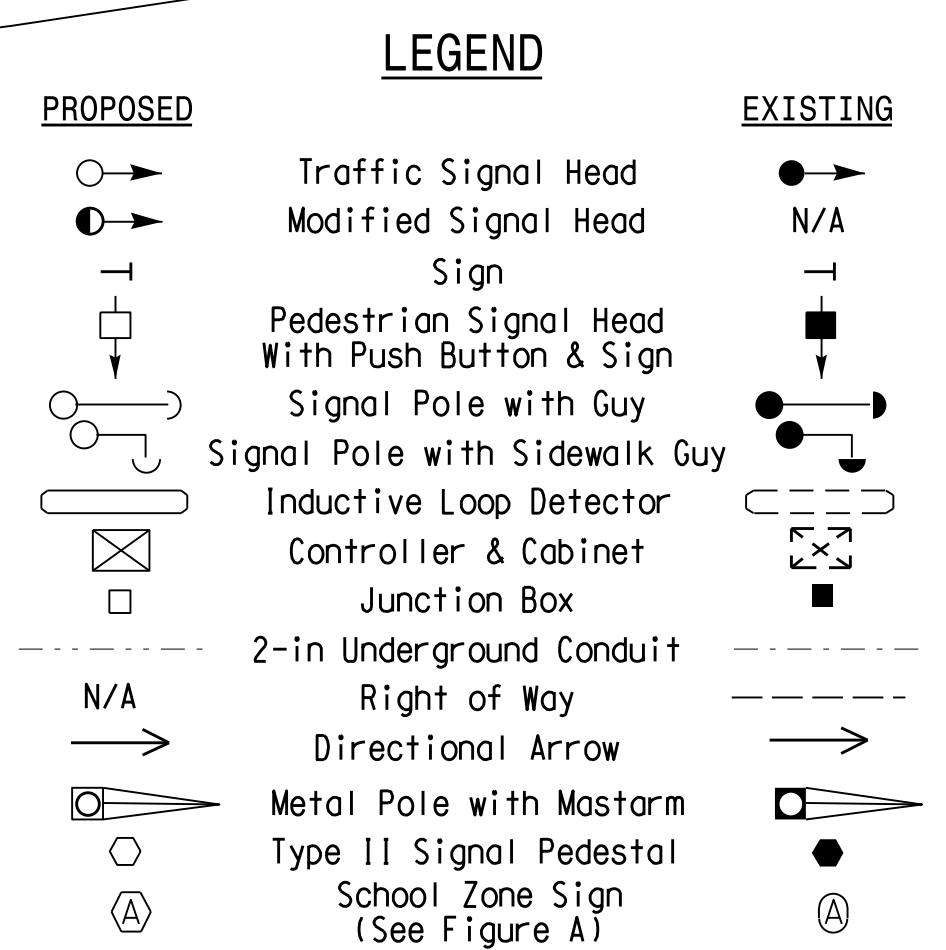 LEGEND
PROPOSED EXISTING
Traffic Signal Head
Modified Signal Head N/A
Sign
Pedestrian Signal Head
With Push Button & Sign
Signal Pole with Guy
Signal Pole with Sidewalk Guy
Inductive Loop Detector
Controller & Cabinet
Junction Box
2-in Underground Conduit
N/A Right of Way
Directional Arrow
Metal Pole with Mastarm
Type II Signal Pedestal
School Zone Sign
A (See Figure A) A